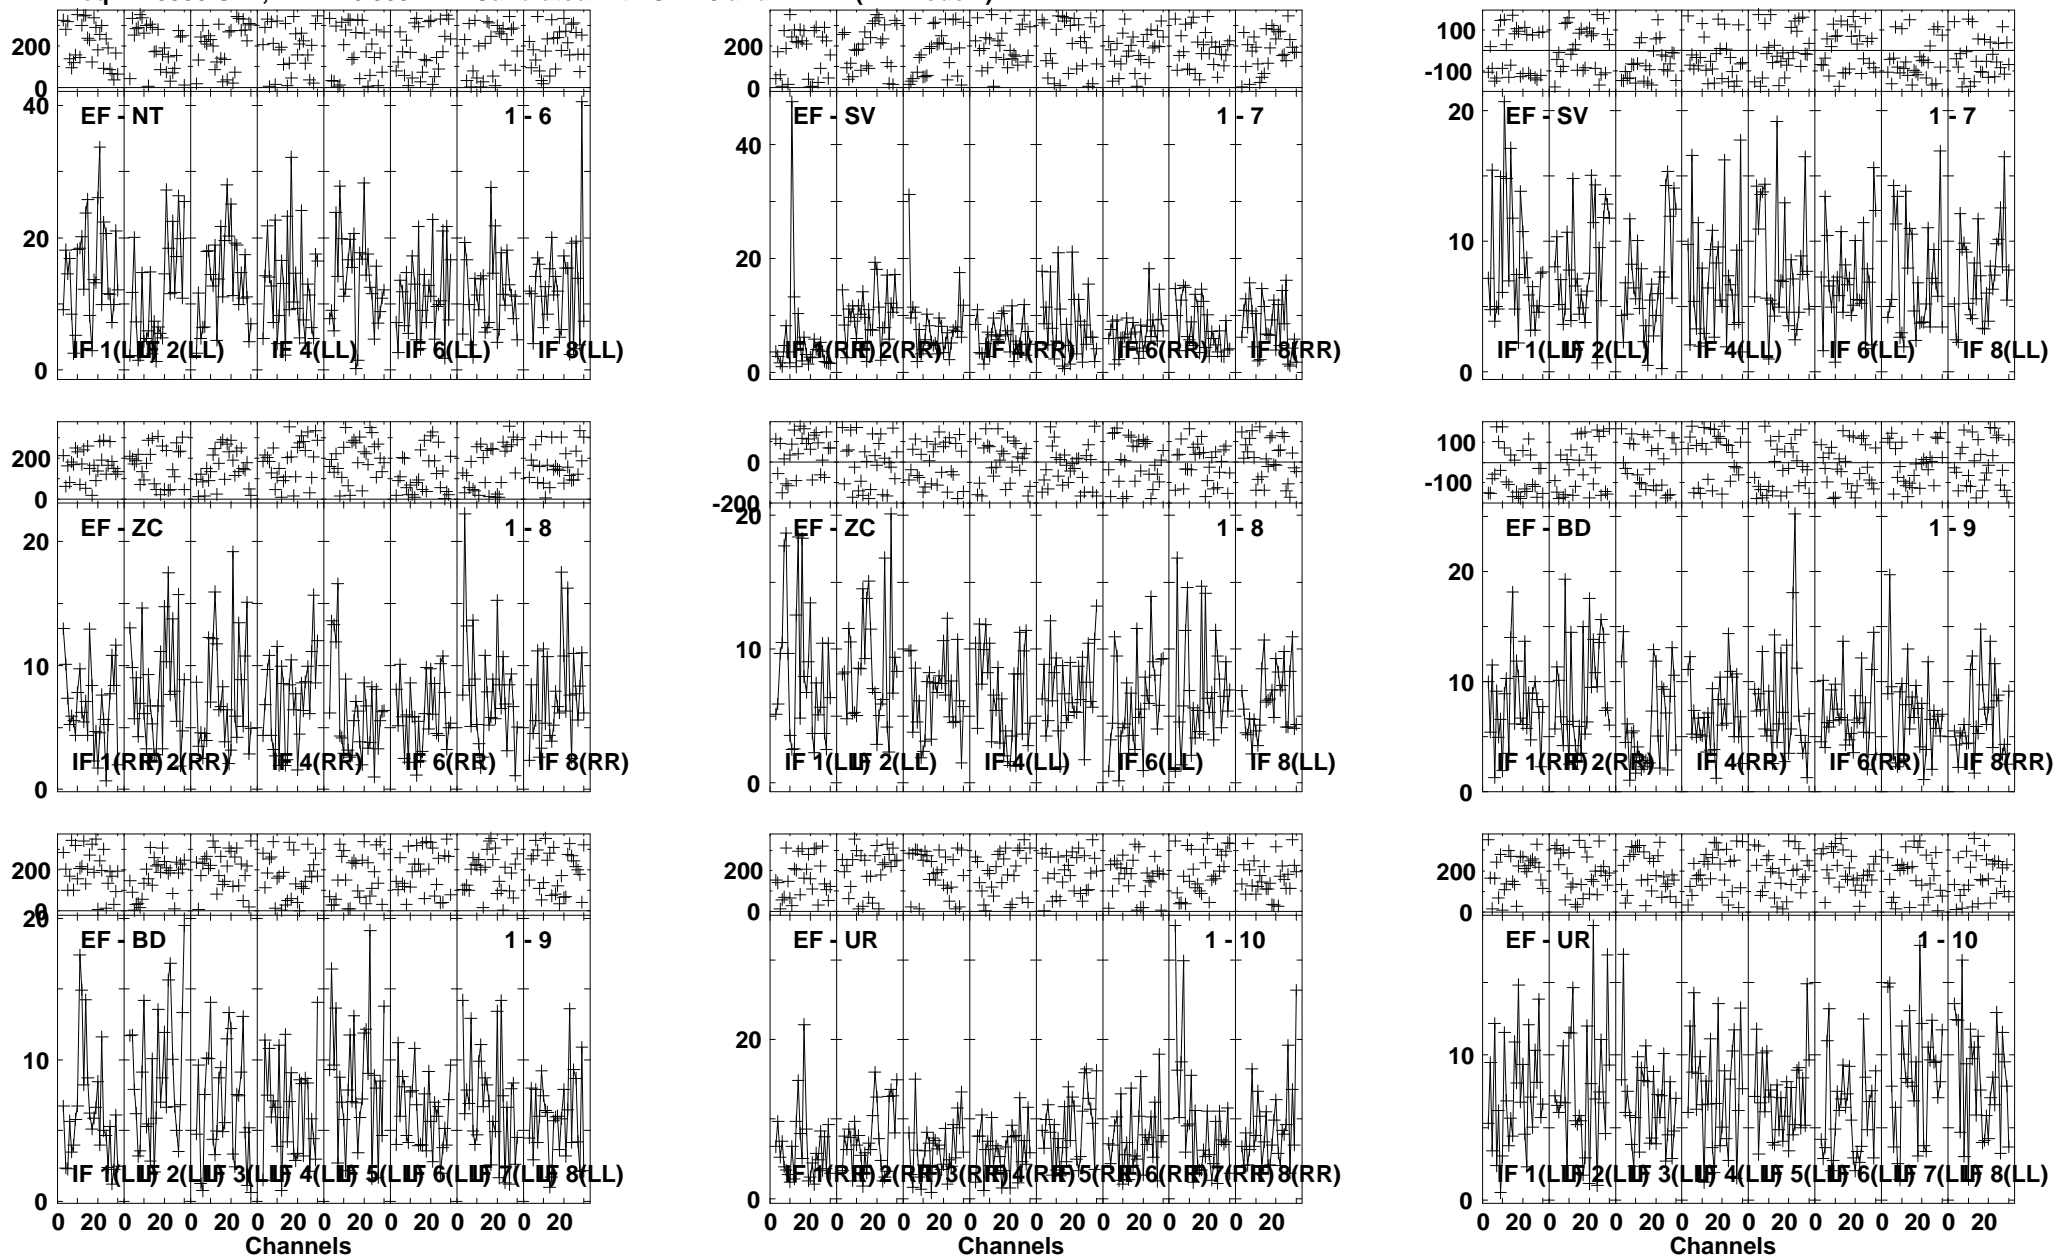 200
0
40
20
0
EF - NT
1 - 6
IF 1(LL) IF 2(LL) IF 4(LL) IF 6(LL) IF 8(LL)
200
0
40
20
0
EF - SV
1 - 7
IF 1(RR) IF 2(RR) IF 4(RR) IF 6(RR) IF 8(RR)
100
-100
20
10
0
EF - SV
1 - 7
IF 1(LL) IF 2(LL) IF 4(LL) IF 6(LL) IF 8(LL)
200
0
20
10
0
EF - ZC
1 - 8
IF 1(RR) IF 2(RR) IF 4(RR) IF 6(RR) IF 8(RR)
0
-200
20
10
0
EF - ZC
1 - 8
IF 1(LL) IF 2(LL) IF 4(LL) IF 6(LL) IF 8(LL)
100
-100
20
10
0
EF - BD
1 - 9
IF 1(RR) IF 2(RR) IF 4(RR) IF 6(RR) IF 8(RR)
200
0
20
10
0
EF - BD
1 - 9
IF 1(LL) IF 2(LL) IF 3(LL) IF 4(LL) IF 5(LL) IF 6(LL) IF 7(LL) IF 8(LL)
0 20 0 20 0 20 0 20 0 20 0 20 0 20 0 20
Channels
200
0
20
0
EF - UR
1 - 10
IF 1(RR) IF 2(RR) IF 3(RR) IF 4(RR) IF 5(RR) IF 6(RR) IF 7(RR) IF 8(RR)
0 20 0 20 0 20 0 20 0 20 0 20 0 20 0 20
Channels
200
0
10
0
EF - UR
1 - 10
IF 1(LL) IF 2(LL) IF 3(LL) IF 4(LL) IF 5(LL) IF 6(LL) IF 7(LL) IF 8(LL)
0 20 0 20 0 20 0 20 0 20 0 20 0 20 0 20
Channels